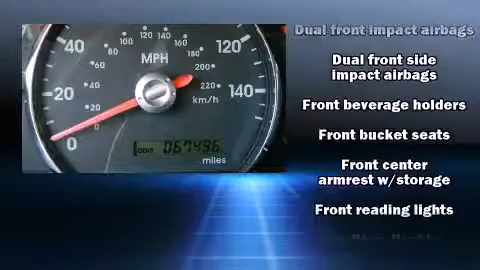 Dual front impact airbags
Dual front side
impact airbags
Front beverage holders
Front bucket seats
Front center
armrest w/storage
Front reading lights
MPH
km/h
0
20
40
120
140
0
20
40
60
80
100
120
140
160
180
200
220
ODO
miles